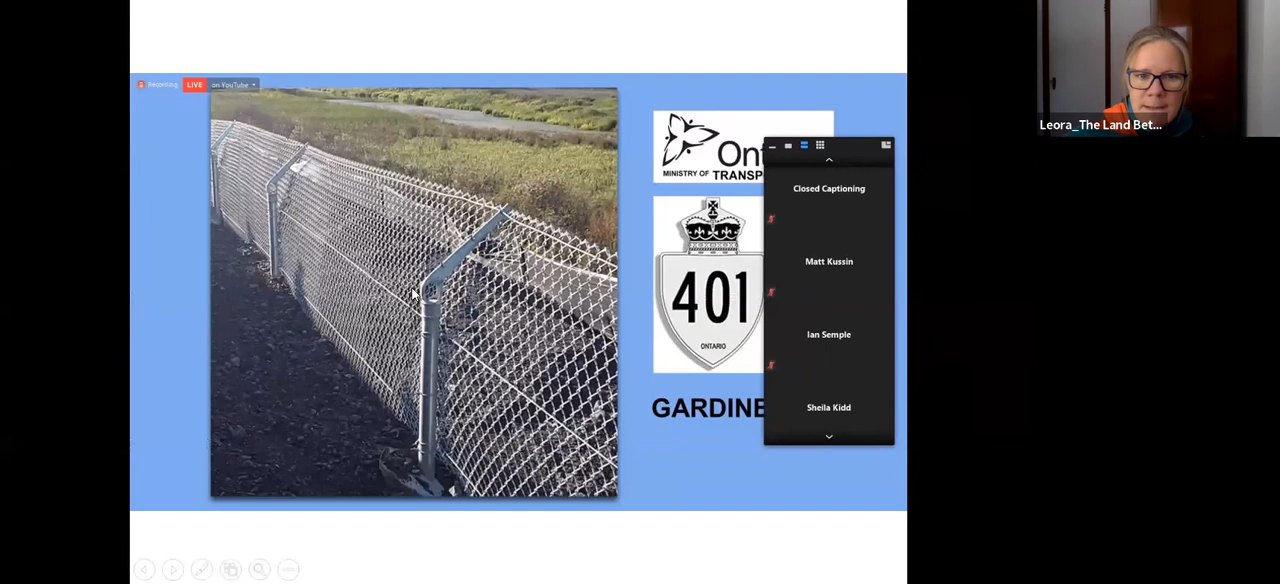 Recording
LIVE
on YouTube
Ont
MINISTRY OF TRANSP
401
ONTARIO
GARDINE
Closed Captioning
Matt Kussin
Ian Semple
Sheila Kidd
Leora_The Land Bet...